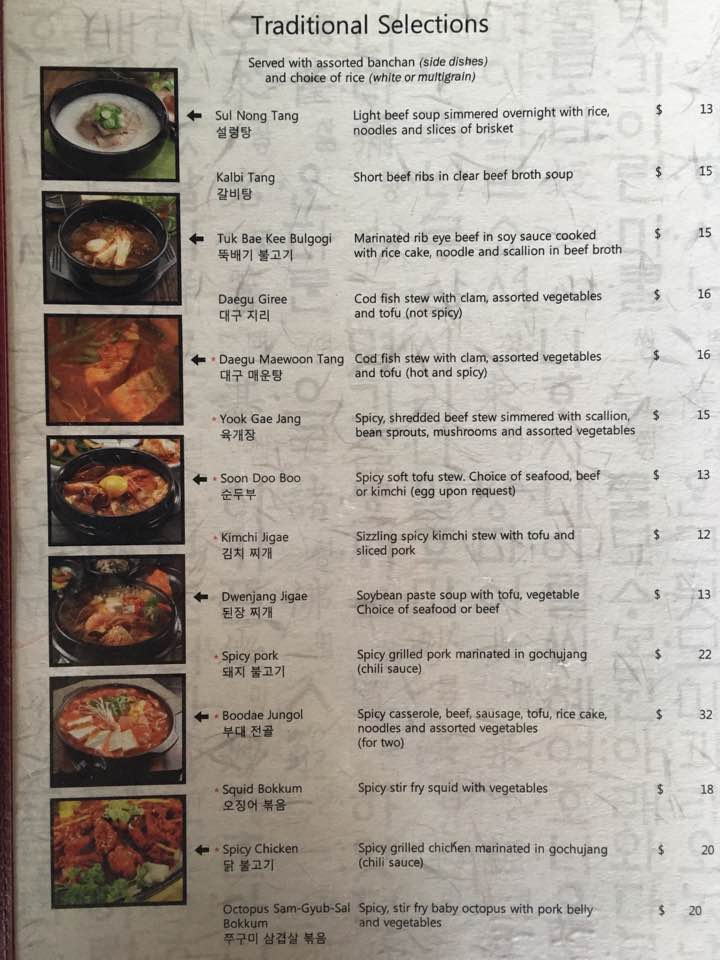 Traditional Selections
Served with assorted banchan (side dishes)
and choice of rice (white or multigrain)
Sul Nong Tang Light beef soup simmered overnight with rice, $ 13
설렁탕 noodles and slices of brisket
Kalbi Tang Short beef ribs in clear beef broth soup $ 15
갈비탕
Tuk Bae Kee Bulgogi Marinated rib eye beef in soy sauce cooked $ 15
뚝배기 불고기 with rice cake, noodle and scallion in beef broth
Daegu Giree Cod fish stew with clam, assorted vegetables $ 16
대구 지리 and tofu (not spicy)
* Daegu Maewoon Tang Cod fish stew with clam, assorted vegetables $ 16
대구 매운탕 and tofu (hot and spicy)
* Yook Gae Jang Spicy, shredded beef stew simmered with scallion, $ 15
육개장 bean sprouts, mushrooms and assorted vegetables
* Soon Doo Boo Spicy soft tofu stew. Choice of seafood, beef $ 13
순두부 or kimchi (egg upon request)
* Kimchi Jigae Sizzling spicy kimchi stew with tofu and $ 12
김치 찌개 sliced pork
Dwenjang Jigae Soybean paste soup with tofu, vegetable $ 13
된장 찌개 Choice of seafood or beef
* Spicy pork Spicy grilled pork marinated in gochujang $ 22
돼지 불고기 (chili sauce)
* Boodae Jungol Spicy casserole, beef, sausage, tofu, rice cake, $ 32
부대 전골 noodles and assorted vegetables
(for two)
* Squid Bokkum Spicy stir fry squid with vegetables $ 18
오징어 볶음
* Spicy Chicken Spicy grilled chicken marinated in gochujang $ 20
닭 불고기 (chili sauce)
Octopus Sam-Gyub-Sal Spicy, stir fry baby octopus with pork belly $ 20
Bokkum and vegetables
쭈구미 삼겹살 볶음